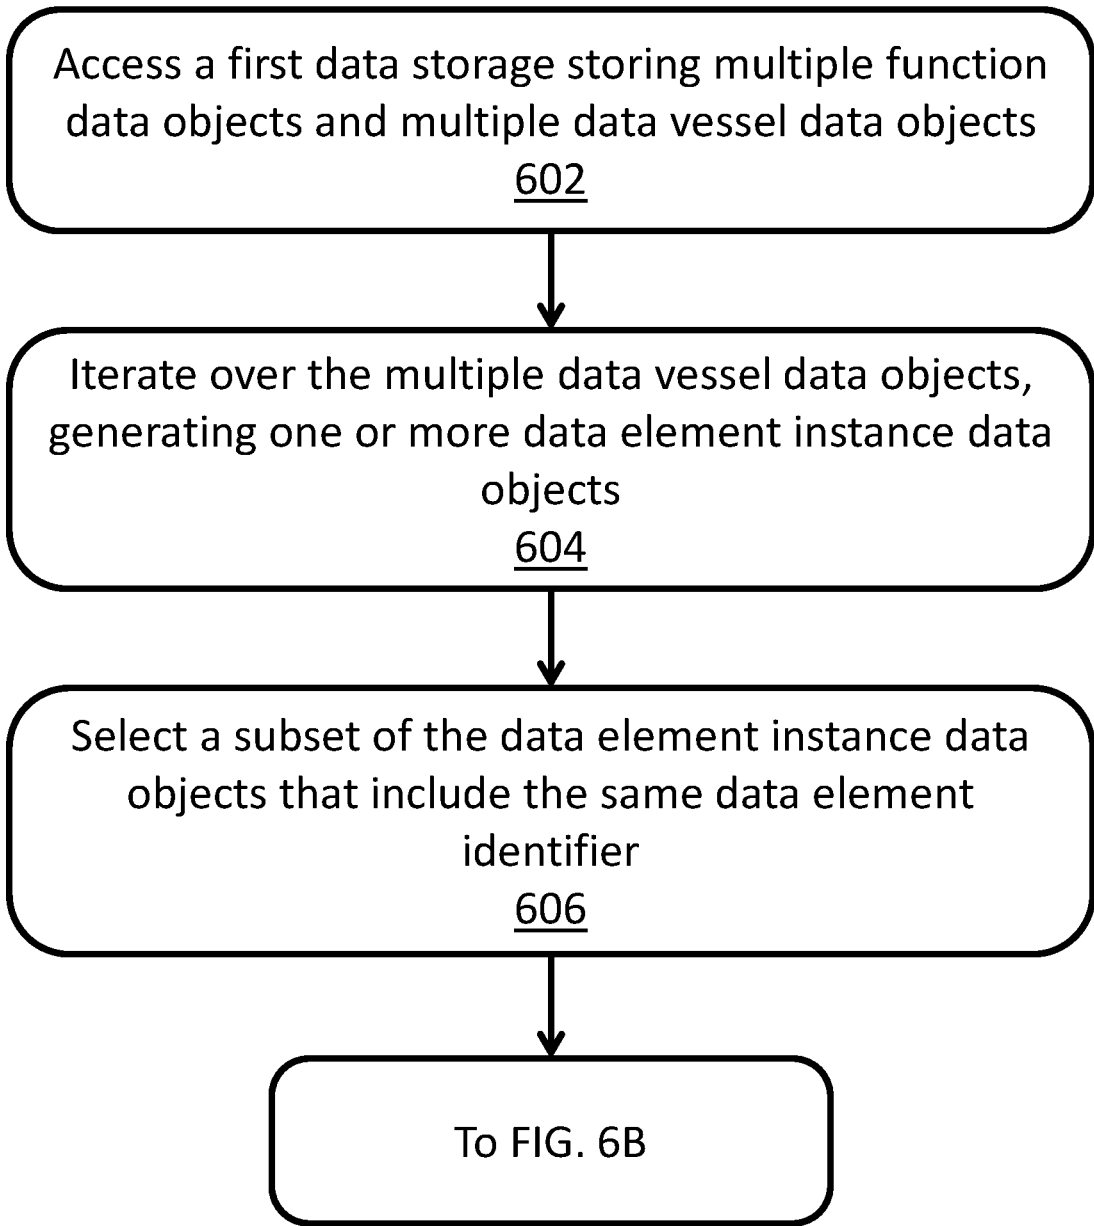 Access a first data storage storing multiple function
data objects and multiple data vessel data objects
602
Iterate over the multiple data vessel data objects,
generating one or more data element instance data
objects
604
Select a subset of the data element instance data
objects that include the same data element
identifier
606
To FIG. 6B